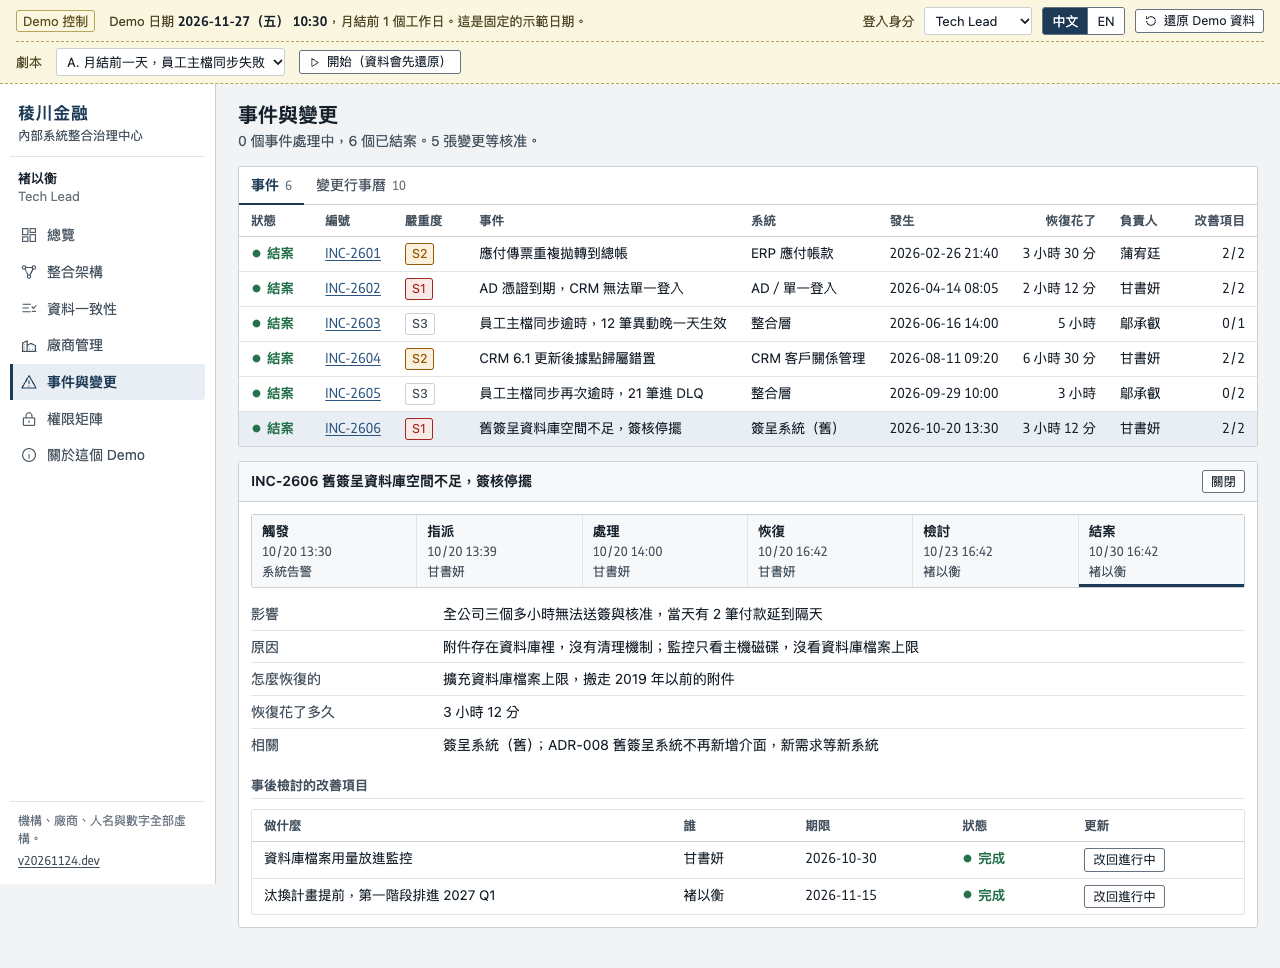 Demo 控制 Demo 日期 2026-11-27（五） 10:30，月結前 1 個工作日。這是固定的示範日期。 登入身分 Tech Lead 中文 EN 還原 Demo 資料
劇本 A. 月結前一天，員工主檔同步失敗 開始（資料會先還原）
稜川金融
內部系統整合治理中心
褚以衡
Tech Lead
總覽
整合架構
資料一致性
廠商管理
事件與變更
權限矩陣
關於這個 Demo
機構、廠商、人名與數字全部虛構。
v20261124.dev
事件與變更
0 個事件處理中，6 個已結案。5 張變更等核准。
事件 6 變更行事曆 10
狀態 編號 嚴重度 事件 系統 發生 恢復花了 負責人 改善項目
結案 INC-2601 S2 應付傳票重複拋轉到總帳 ERP 應付帳款 2026-02-26 21:40 3 小時 30 分 蒲宥廷 2/2
結案 INC-2602 S1 AD 憑證到期，CRM 無法單一登入 AD / 單一登入 2026-04-14 08:05 2 小時 12 分 甘書妍 2/2
結案 INC-2603 S3 員工主檔同步逾時，12 筆異動晚一天生效 整合層 2026-06-16 14:00 5 小時 鄔承叡 0/1
結案 INC-2604 S2 CRM 6.1 更新後據點歸屬錯置 CRM 客戶關係管理 2026-08-11 09:20 6 小時 30 分 甘書妍 2/2
結案 INC-2605 S3 員工主檔同步再次逾時，21 筆進 DLQ 整合層 2026-09-29 10:00 3 小時 鄔承叡 0/2
結案 INC-2606 S1 舊簽呈資料庫空間不足，簽核停擺 簽呈系統（舊） 2026-10-20 13:30 3 小時 12 分 甘書妍 2/2
INC-2606 舊簽呈資料庫空間不足，簽核停擺 關閉
觸發 指派 處理 恢復 檢討 結案
10/20 13:30 10/20 13:39 10/20 14:00 10/20 16:42 10/23 16:42 10/30 16:42
系統告警 甘書妍 甘書妍 甘書妍 褚以衡 褚以衡
影響 全公司三個多小時無法送簽與核准，當天有 2 筆付款延到隔天
原因 附件存在資料庫裡，沒有清理機制；監控只看主機磁碟，沒看資料庫檔案上限
怎麼恢復的 擴充資料庫檔案上限，搬走 2019 年以前的附件
恢復花了多久 3 小時 12 分
相關 簽呈系統（舊）；ADR-008 舊簽呈系統不再新增介面，新需求等新系統
事後檢討的改善項目
做什麼 誰 期限 狀態 更新
資料庫檔案用量放進監控 甘書妍 2026-10-30 完成 改回進行中
汰換計畫提前，第一階段排進 2027 Q1 褚以衡 2026-11-15 完成 改回進行中